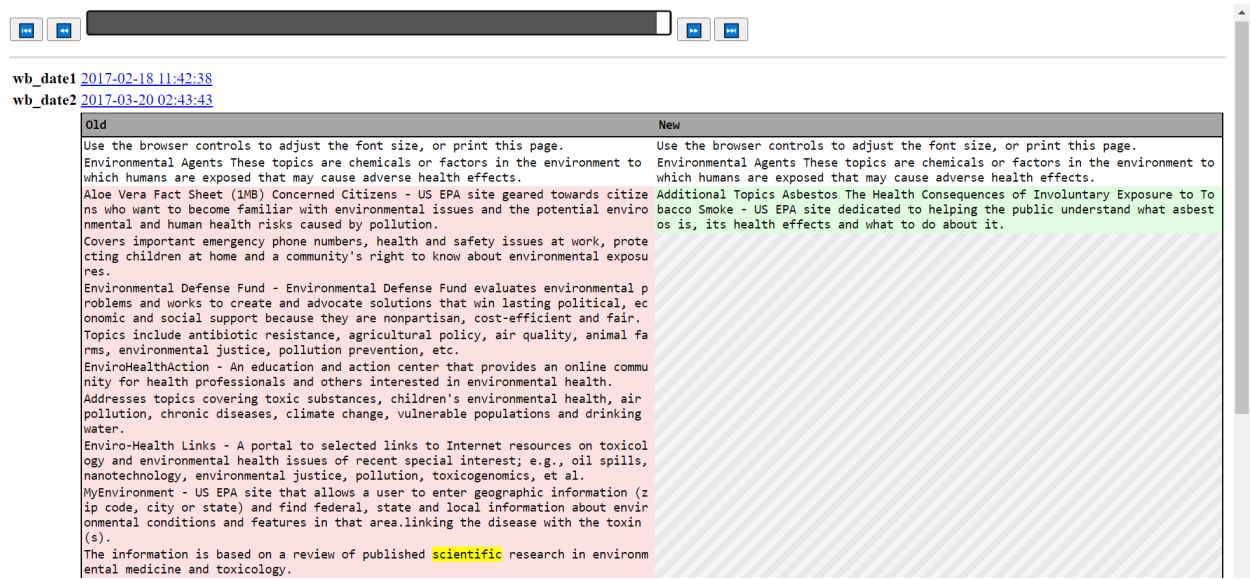 wb_date1 2017-02-18 11:42:38
wb_date2 2017-03-20 02:43:43
Old
Use the browser controls to adjust the font size, or print this page.
Environmental Agents These topics are chemicals or factors in the environment to
which humans are exposed that may cause adverse health effects.
Aloe Vera Fact Sheet (1MB) Concerned Citizens - US EPA site geared towards citize
ns who want to become familiar with environmental issues and the potential enviro
nmental and human health risks caused by pollution.
Covers important emergency phone numbers, health and safety issues at work, prote
cting children at home and a community's right to know about environmental exposu
res.
Environmental Defense Fund - Environmental Defense Fund evaluates environmental p
roblems and works to create and advocate solutions that win lasting political, ec
onomic and social support because they are nonpartisan, cost-efficient and fair.
Topics include antibiotic resistance, agricultural policy, air quality, animal fa
rms, environmental justice, pollution prevention, etc.
EnviroHealthAction - An education and action center that provides an online commu
nity for health professionals and others interested in environmental health.
Addresses topics covering toxic substances, children's environmental health, air
pollution, chronic diseases, climate change, vulnerable populations and drinking
water.
Enviro-Health Links - A portal to selected links to Internet resources on toxicol
ogy and environmental health issues of recent special interest; e.g., oil spills,
nanotechnology, environmental justice, pollution, toxicogenomics, et al.
MyEnvironment - US EPA site that allows a user to enter geographic information (z
ip code, city or state) and find federal, state and local information about envir
onmental conditions and features in that area.linking the disease with the toxin
(s).
The information is based on a review of published scientific research in environm
ental medicine and toxicology.
New
Use the browser controls to adjust the font size, or print this page.
Environmental Agents These topics are chemicals or factors in the environment to
which humans are exposed that may cause adverse health effects.
Additional Topics Asbestos The Health Consequences of Involuntary Exposure to To
bacco Smoke - US EPA site dedicated to helping the public understand what asbest
os is, its health effects and what to do about it.